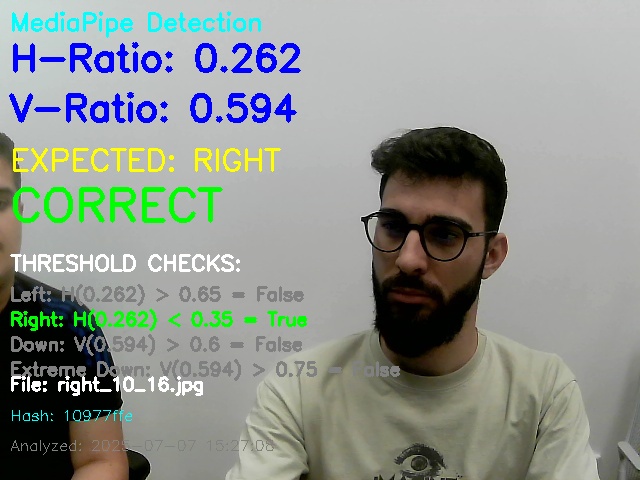 MediaPipe Detection
H-Ratio: 0.262
V-Ratio: 0.594
EXPECTED: RIGHT
CORRECT
THRESHOLD CHECKS:
Left: H(0.262) > 0.65 = False
Right: H(0.262) < 0.35 = True
Down: V(0.594) > 0.6 = False
Extreme Down: V(0.594) > 0.75 = False
File: right_10_16.jpg
Hash: 10977ffe
Analyzed: 2025-07-07 15:27:08